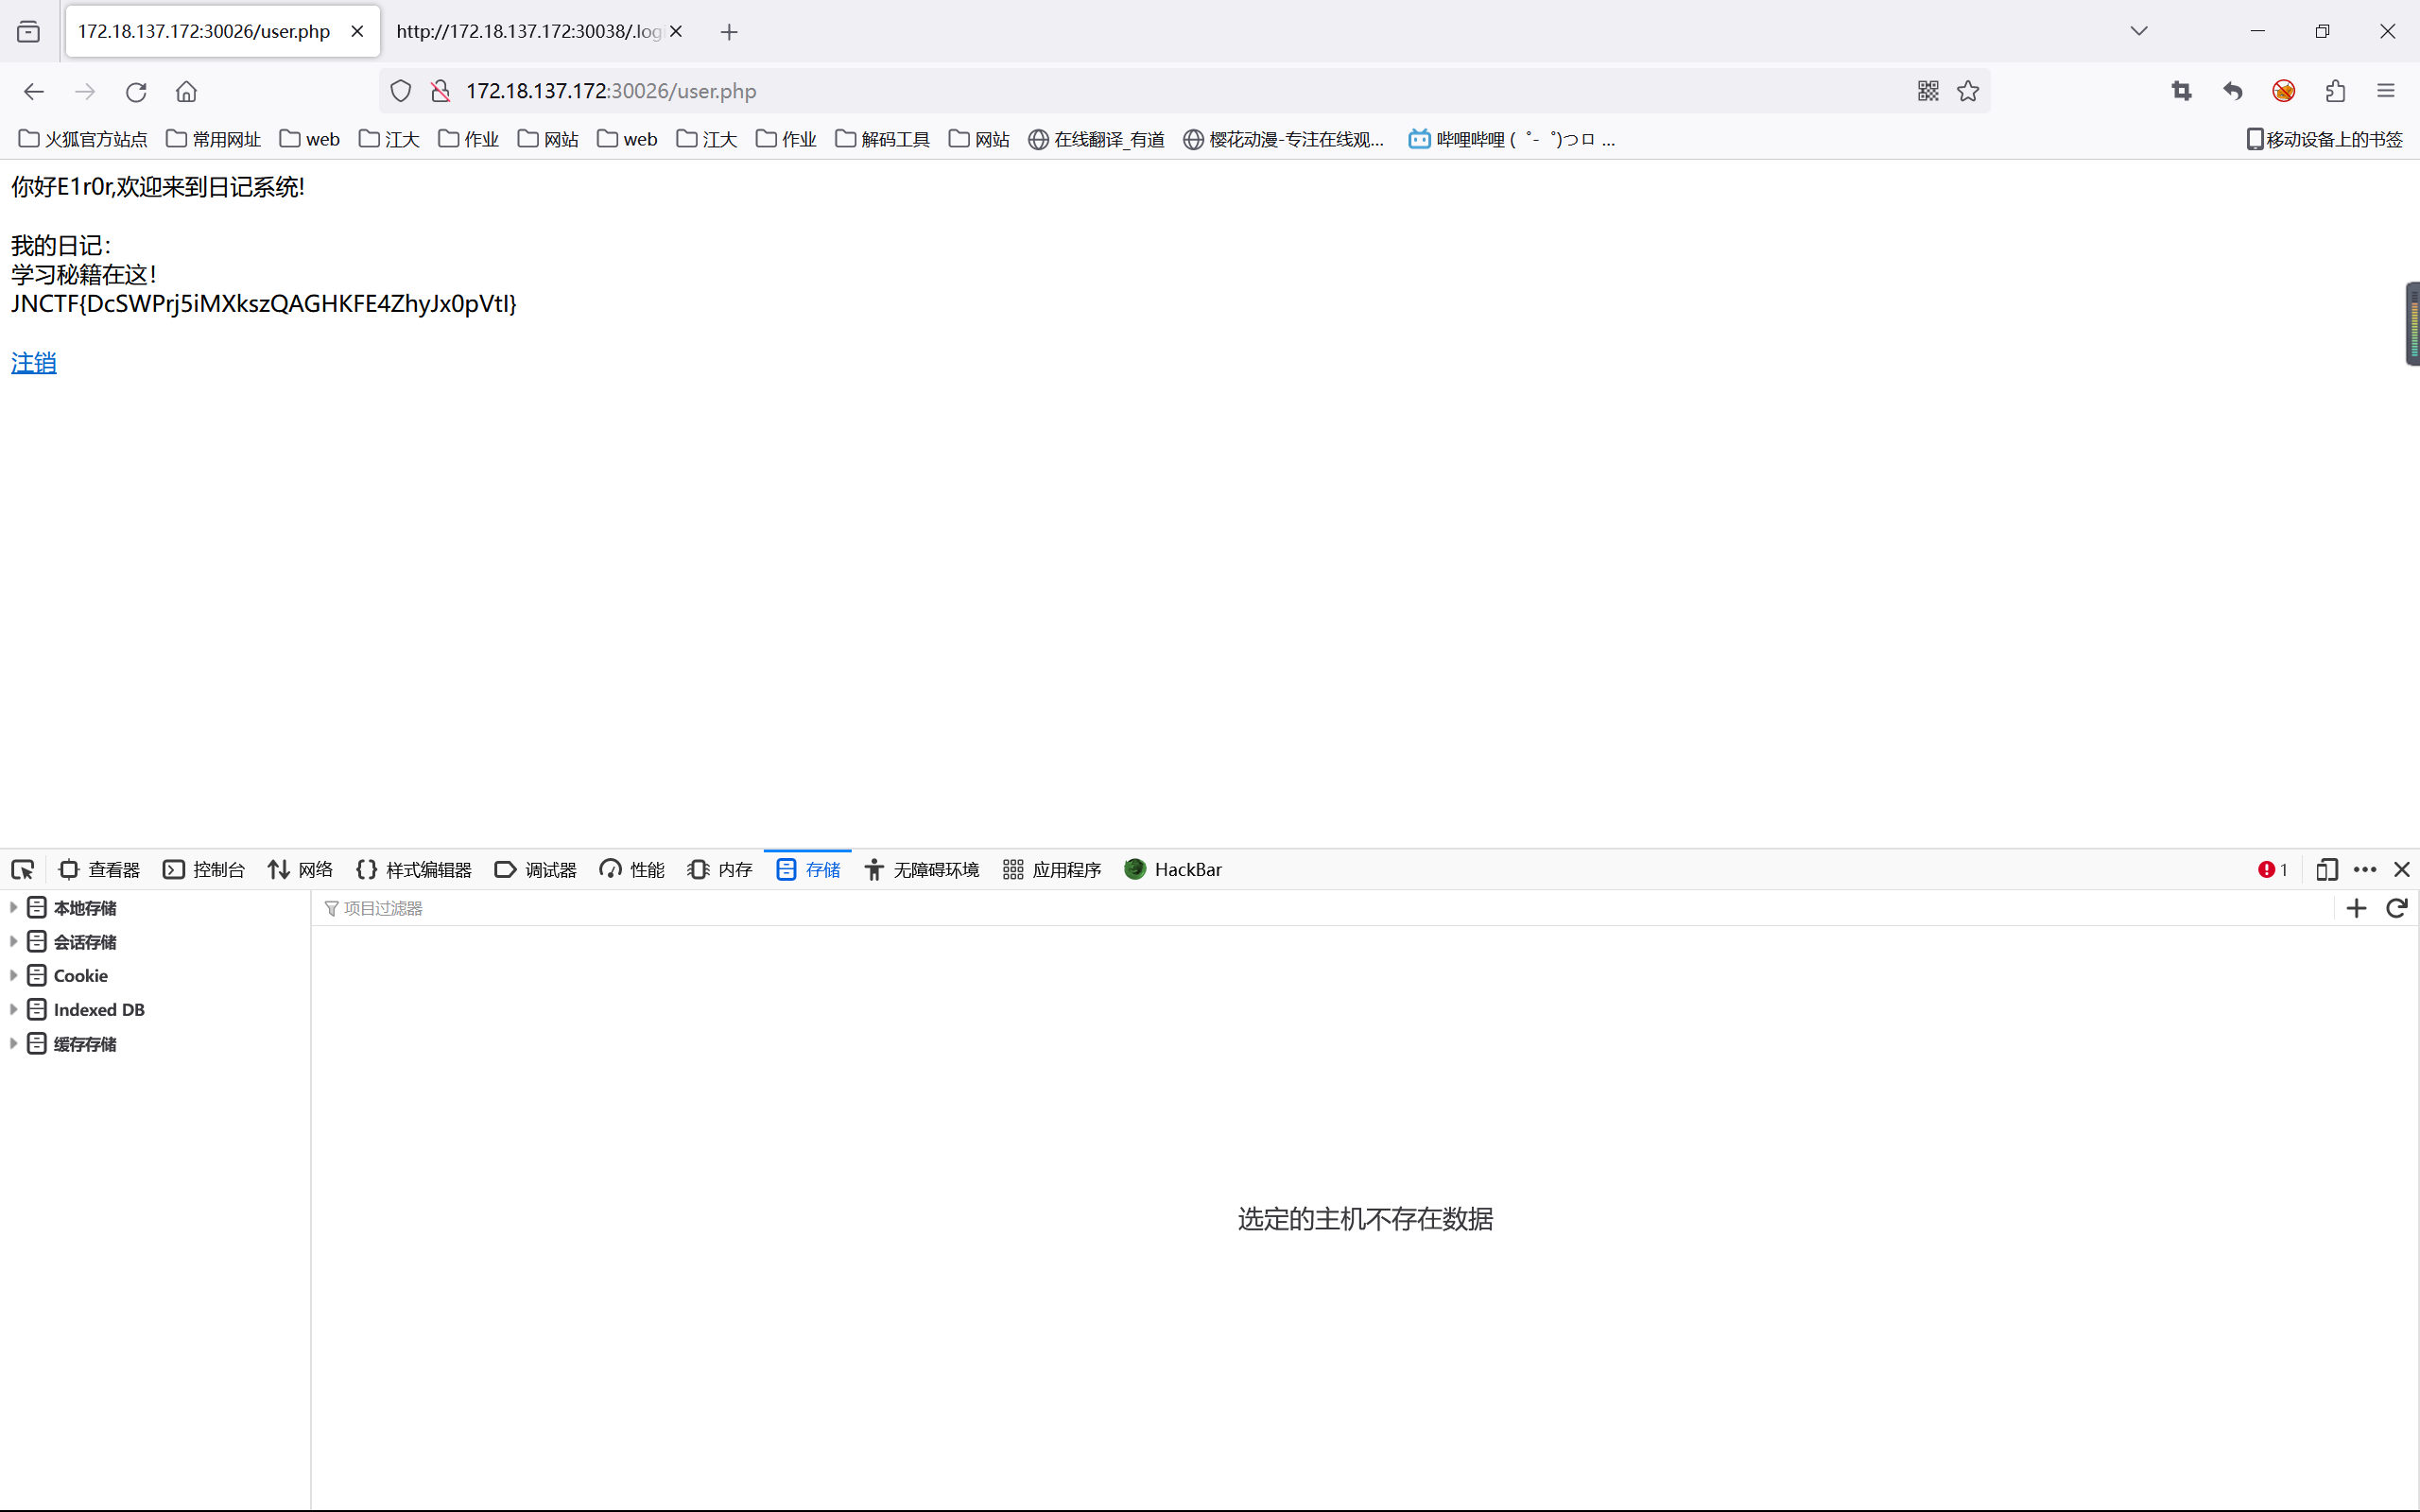 172.18.137.172:30026/user.php
http://172.18.137.172:30038/.log
172.18.137.172:30026/user.php
火狐官方站点 常用网址 web 江大 作业 网站 web 江大 作业 解码工具 网站 在线翻译_有道 樱花动漫-专注在线观... 哔哩哔哩 ( ゜- ゜)つロ ... 移动设备上的书签
你好E1r0r,欢迎来到日记系统!
我的日记：
学习秘籍在这！
JNCTF{DcSWPrj5iMXkszQAGHKFE4ZhyJx0pVtI}
注销
查看器 控制台 网络 样式编辑器 调试器 性能 内存 存储 无障碍环境 应用程序 HackBar 1
本地存储
项目过滤器
会话存储
Cookie
Indexed DB
缓存存储
选定的主机不存在数据